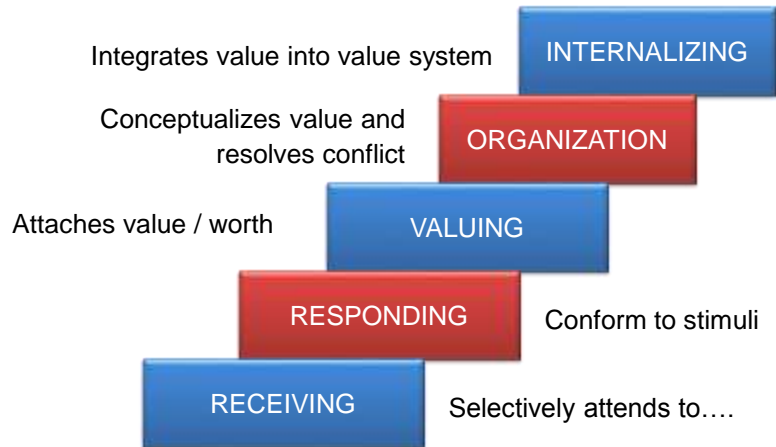 Integrates value into value system
INTERNALIZING
Conceptualizes value and
resolves conflict
ORGANIZATION
Attaches value / worth
VALUING
RESPONDING
Conform to stimuli
RECEIVING
Selectively attends to….